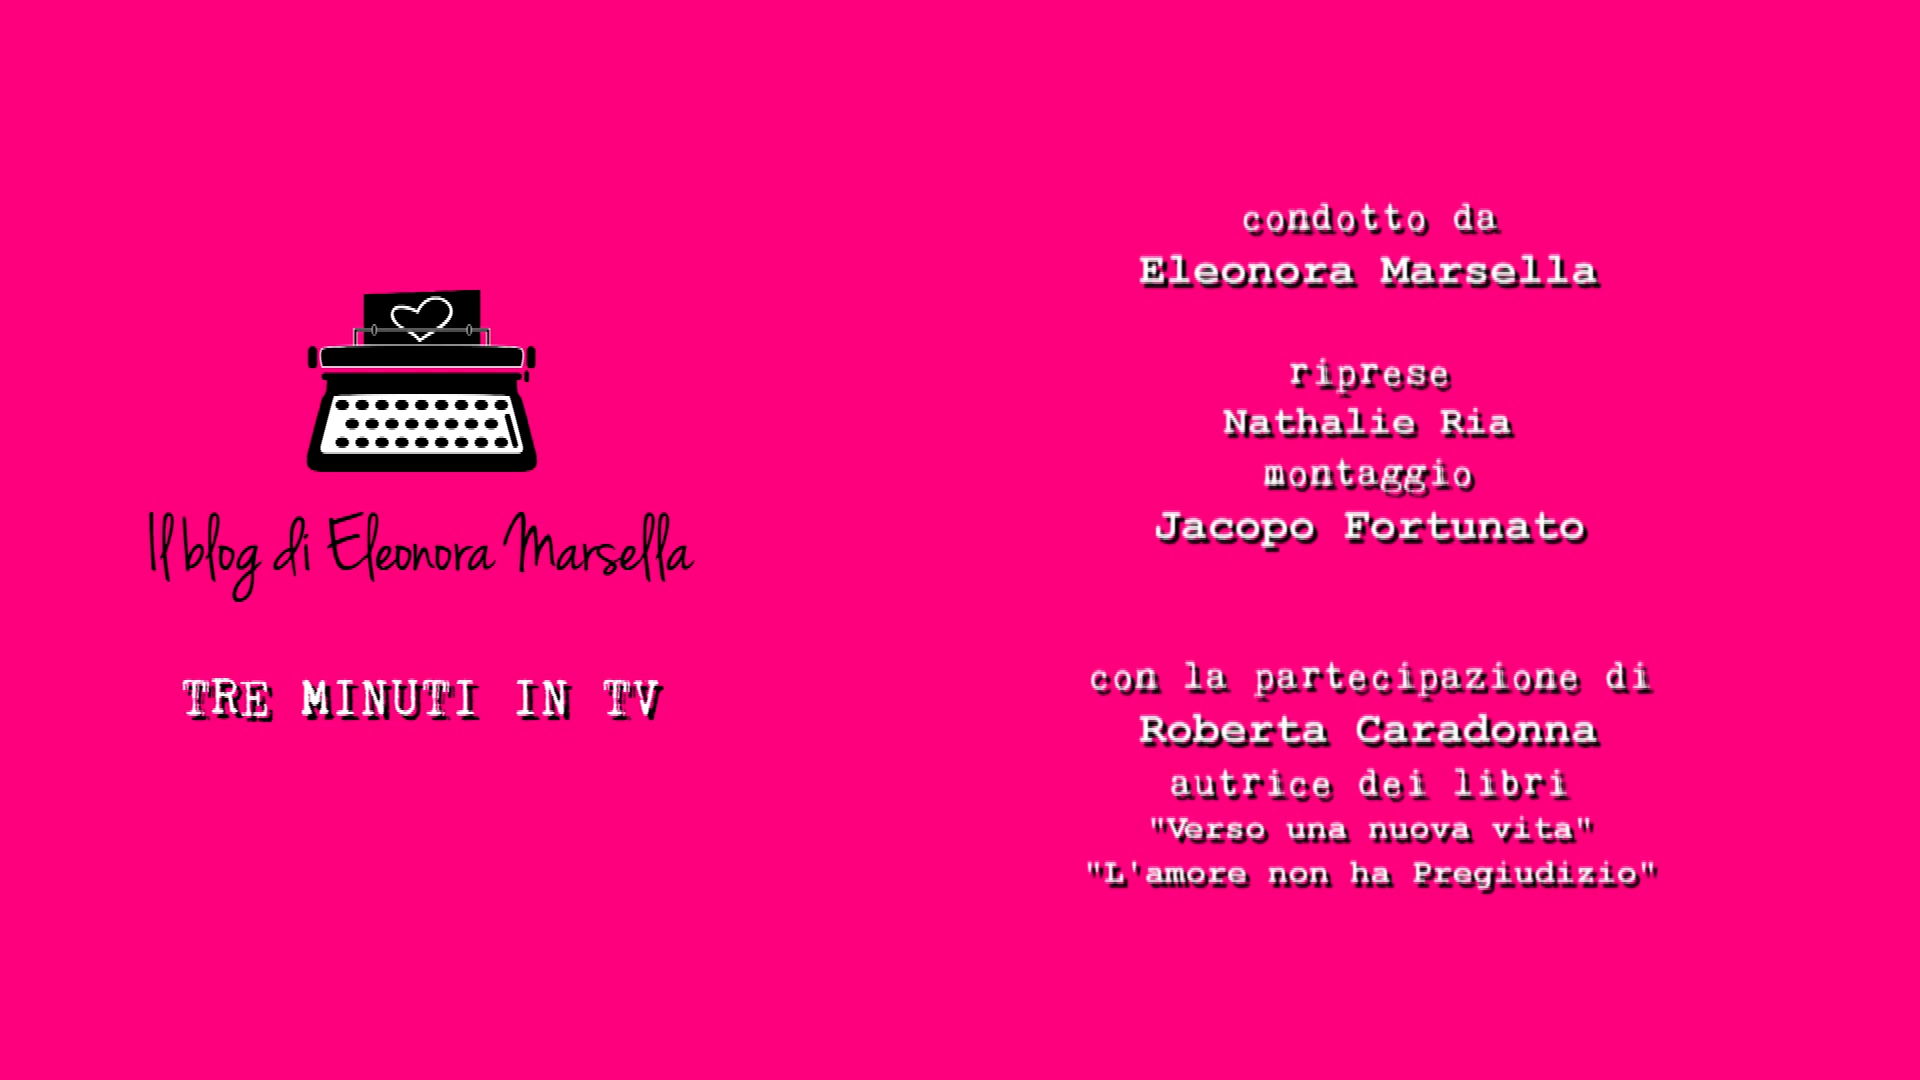 Il blog di Eleonora Marsella
TRE MINUTI IN TV
condotto da
Eleonora Marsella
riprese
Nathalie Ria
montaggio
Jacopo Fortunato
con la partecipazione di
Roberta Caradonna
autrice dei libri
"Verso una nuova vita"
"L'amore non ha Pregiudizio"